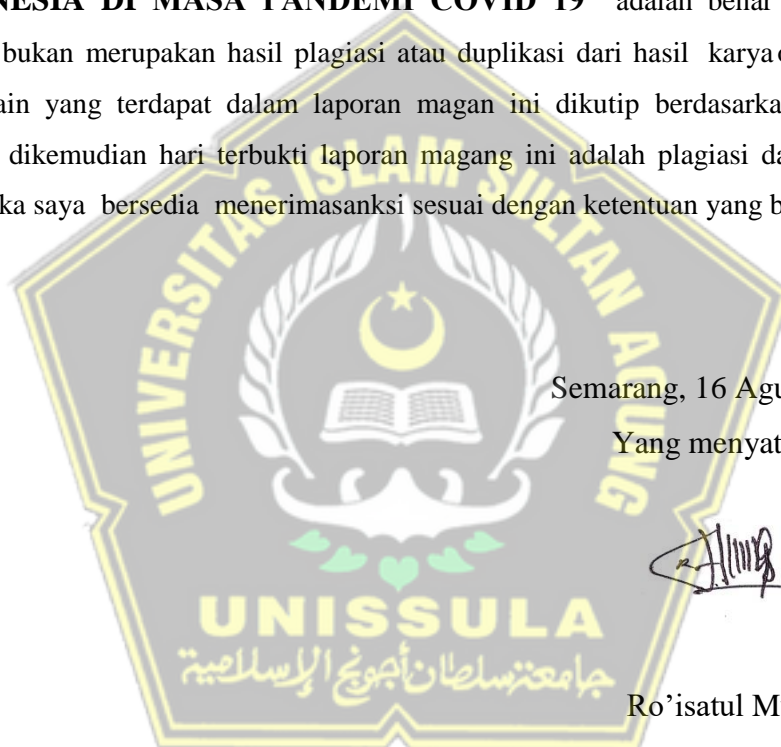 NESIA DI MASA PANDEMI COVID 19 adalah benar
bukan merupakan hasil plagiasi atau duplikasi dari hasil karya
ain yang terdapat dalam laporan magan ini dikutip berdasarka
dikemudian hari terbukti laporan magang ini adalah plagiasi da
ka saya bersedia menerimasanksi sesuai dengan ketentuan yang b
UNIVERSITAS ISLAM SULTAN AGUNG
Semarang, 16 Agu
Yang menyat
UNISSULA
جامعتسلطان أجونج الإسلامية
Ro’isatul M